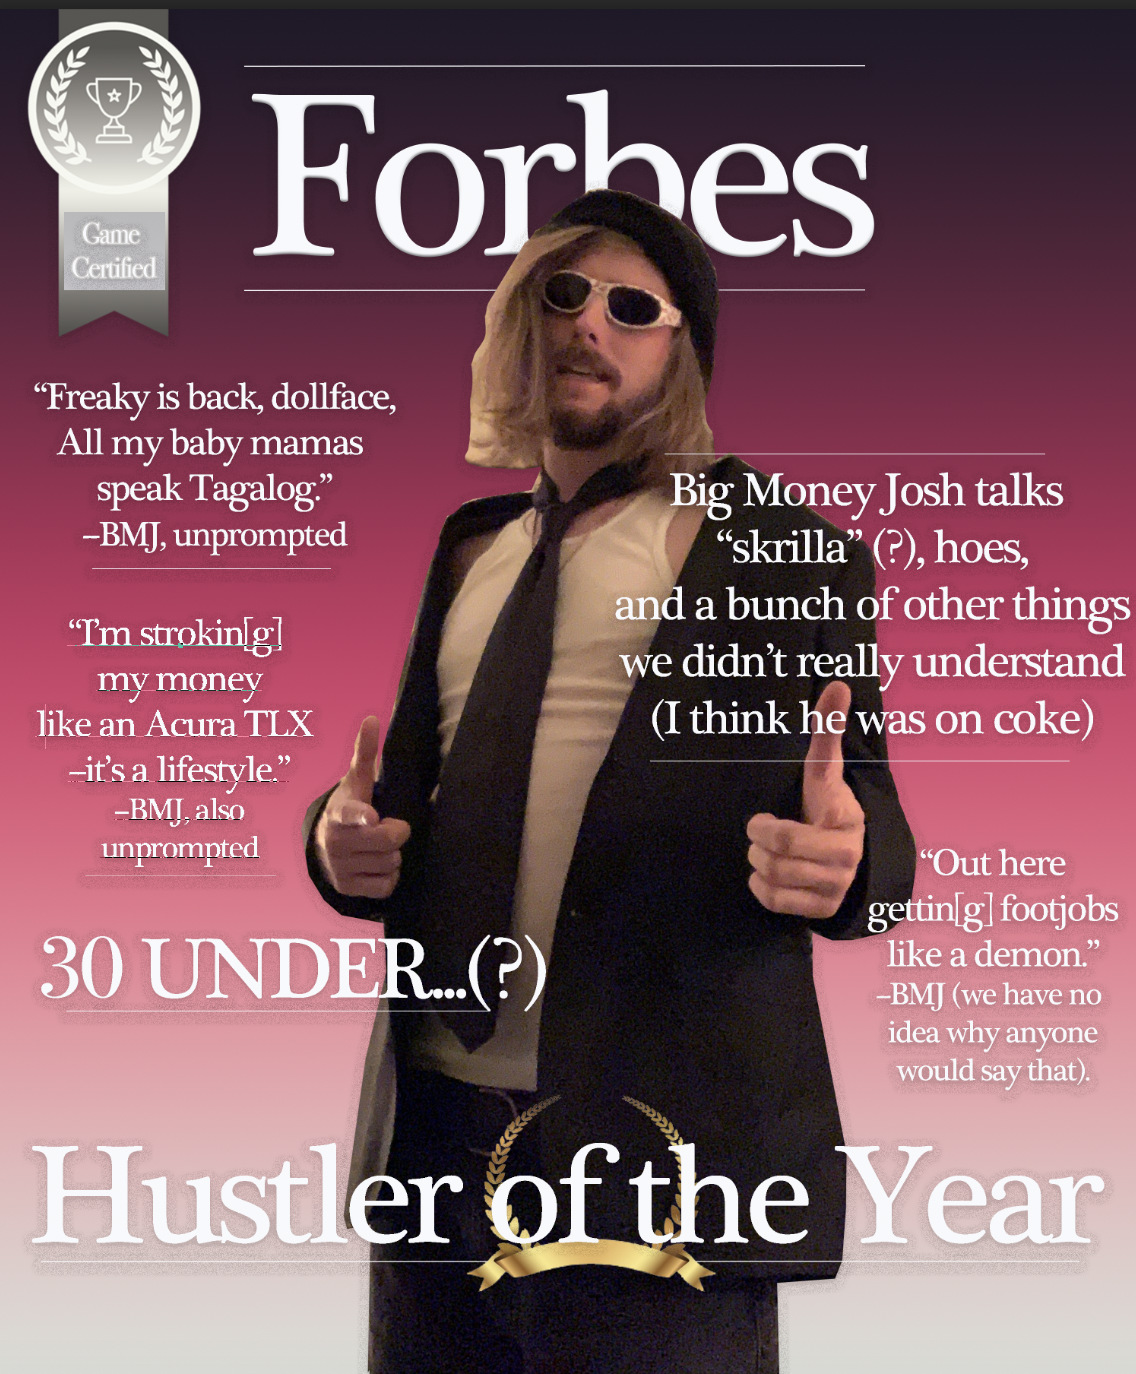 Forbes
Game
Certified
“Freaky is back, dollface,
All my baby mamas
speak Tagalog.”
–BMJ, unprompted
Big Money Josh talks
“skrilla” (?), hoes,
and a bunch of other things
we didn’t really understand
(I think he was on coke)
“I’m strokin[g]
my money
like an Acura TLX
–it’s a lifestyle.”
–BMJ, also
unprompted
“Out here
gettin[g] footjobs
like a demon.”
–BMJ (we have no
idea why anyone
would say that).
30 UNDER...(?)
Hustler of the Year